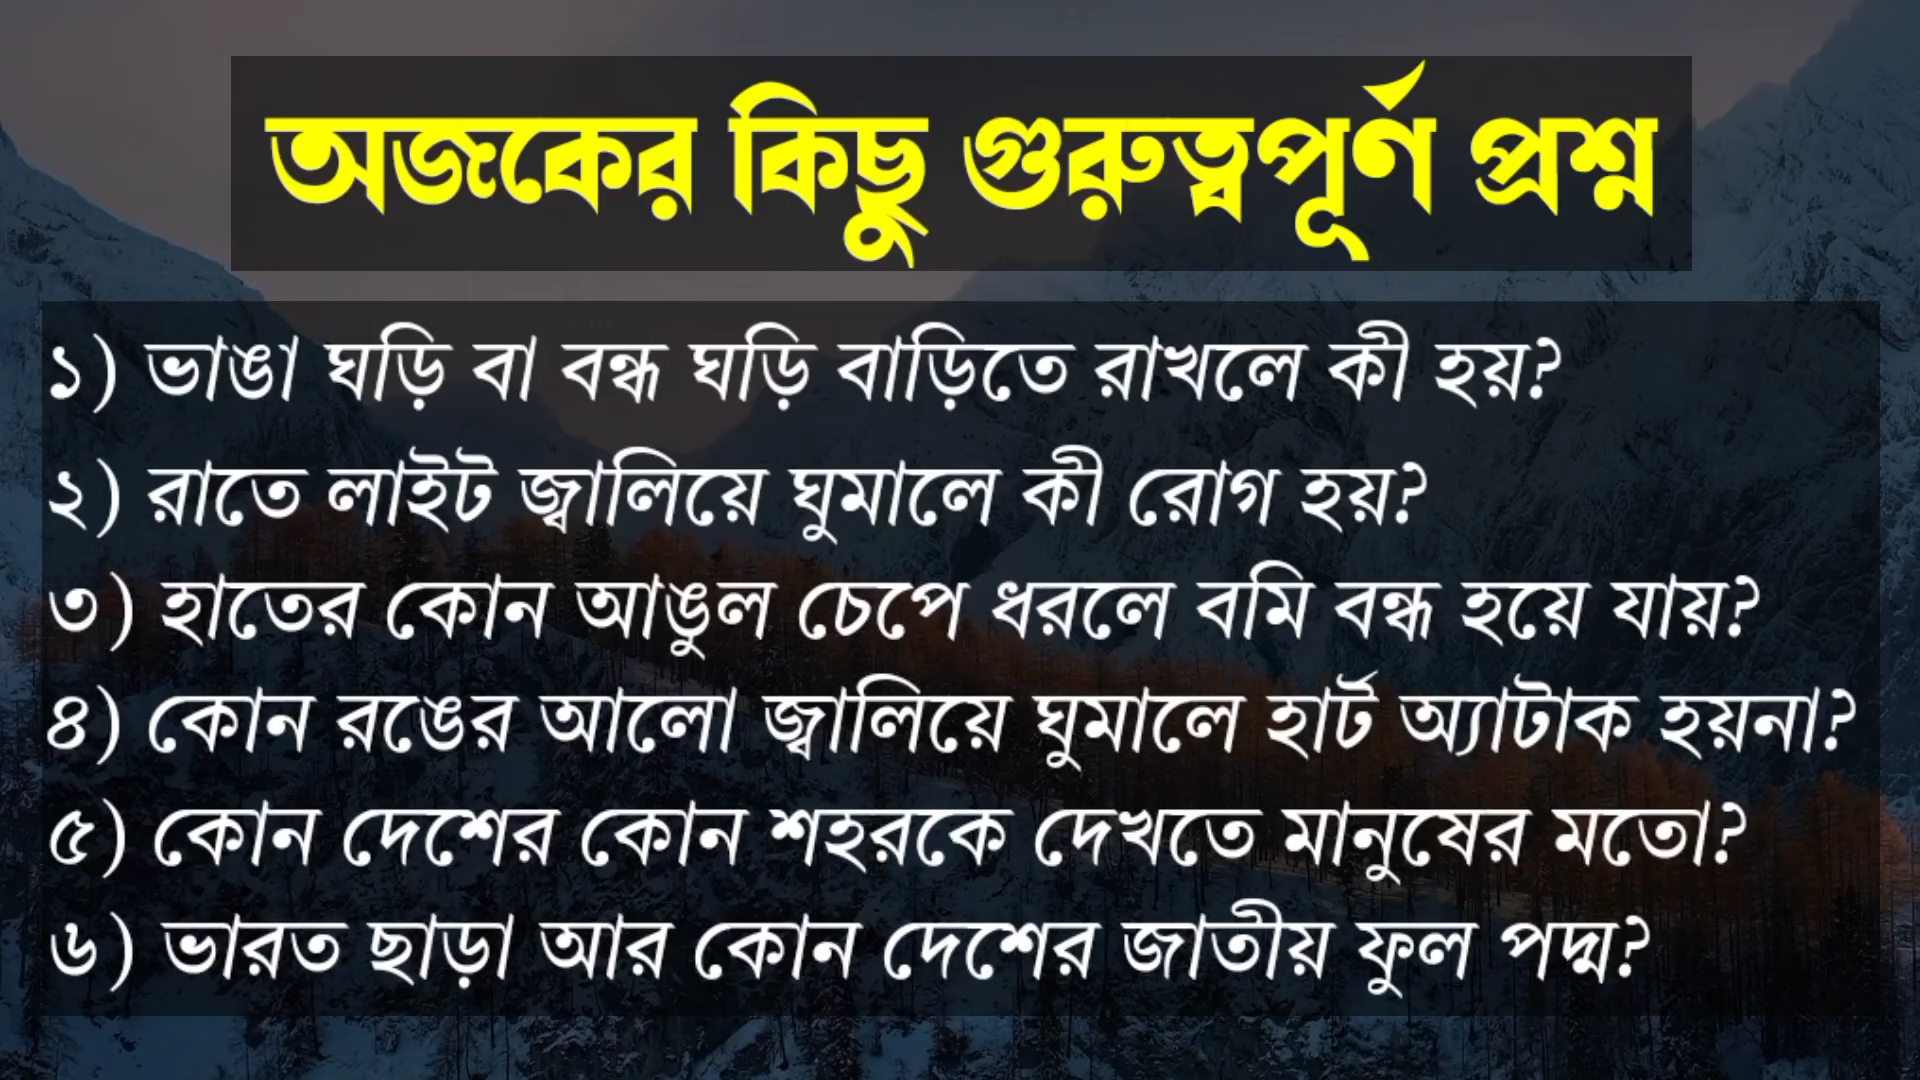 অজকের কিছু গুরুত্বপূর্ণ প্রশ্ন
১) ভাঙা ঘড়ি বা বন্ধ ঘড়ি বাড়িতে রাখলে কী হয়?
২) রাতে লাইট জ্বালিয়ে ঘুমালে কী রোগ হয়?
৩) হাতের কোন আঙুল চেপে ধরলে বমি বন্ধ হয়ে যায়?
৪) কোন রঙের আলো জ্বালিয়ে ঘুমালে হার্ট অ্যাটাক হয়না?
৫) কোন দেশের কোন শহরকে দেখতে মানুষের মতো?
৬) ভারত ছাড়া আর কোন দেশের জাতীয় ফুল পদ্ম?